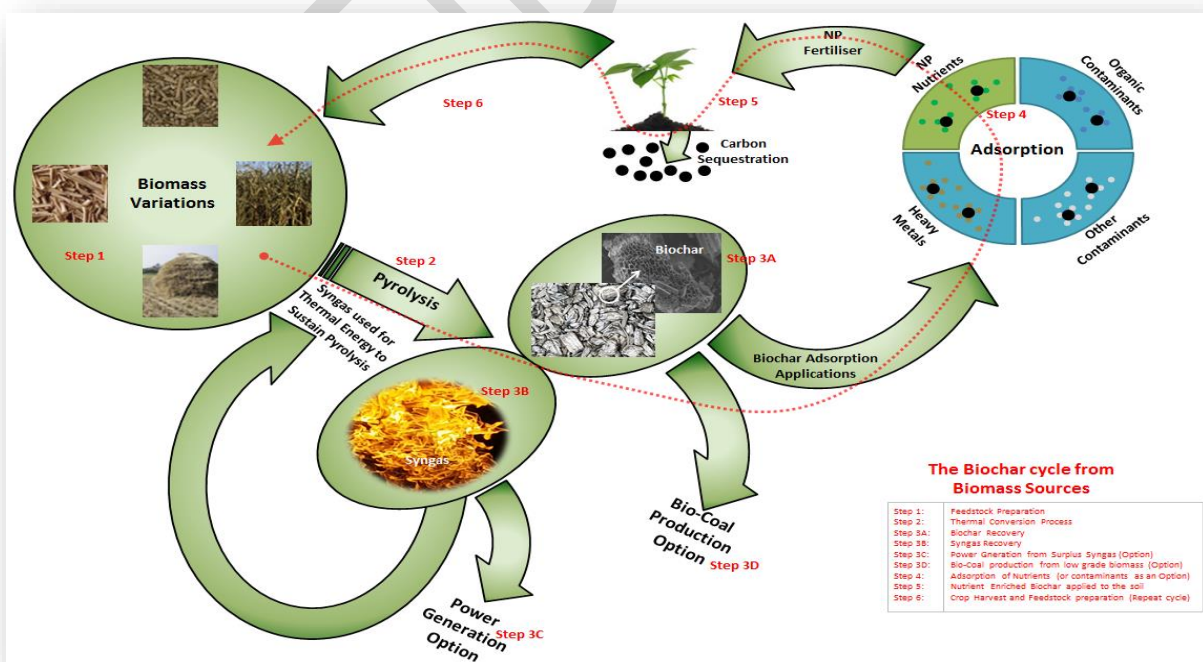 NP
Fertiliser
NP
Nutrients
Organic
Contaminants
Step 6
Step 5
Step 4
Carbon
Sequestration
Adsorption
Biomass
Variations
Heavy
Metals
Other
Contaminants
Step 1
Step 2
Pyrolysis
Biochar
Step 3A
Syngas used for
Thermal Energy to
Sustain Pyrolysis
Biochar Adsorption
Applications
Step 3B
Syngas
Bio-Coal
Production
Option
Step 3D
Power
Generation
Option
Step 3C
The Biochar cycle from
Biomass Sources
Step 1: Feedstock Preparation
Step 2: Thermal Conversion Process
Step 3A: Biochar Recovery
Step 3B: Syngas Recovery
Step 3C: Power Gneration from Surplus Syngas (Option)
Step 3D: Bio-Coal production from low grade biomass (Option)
Step 4: Adsorption of Nutrients (or contaminants as an Option)
Step 5: Nutrient Enriched Biochar applied to the soil
Step 6: Crop Harvest and Feedstock preparation (Repeat cycle)